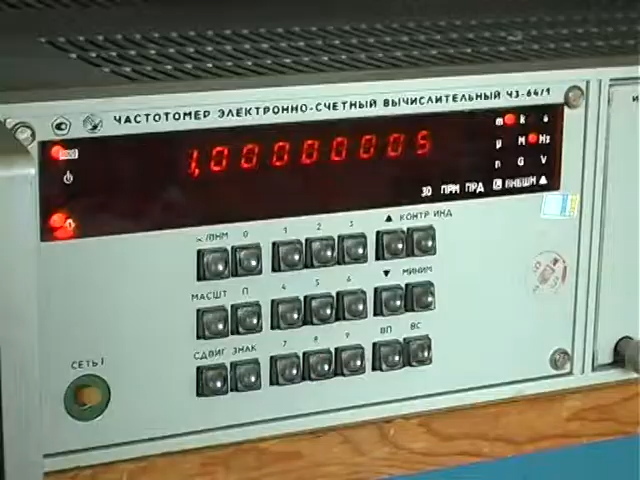 ЧАСТОТОМЕР ЭЛЕКТРОННО-СЧЕТНЫЙ ВЫЧИСЛИТЕЛЬНЫЙ ЧЗ-64/1
1,00000005
m k s
μ M Hz
n G V
ЗО ПРМ ПРД ВНЕШН
0 1 2 3 ▲ КОНТР ИНД
МАСШТ П 4 5 6 ▼ МИНИМ
СДВИГ ЗНАК 7 8 9 ВП ВС
СЕТЬ I